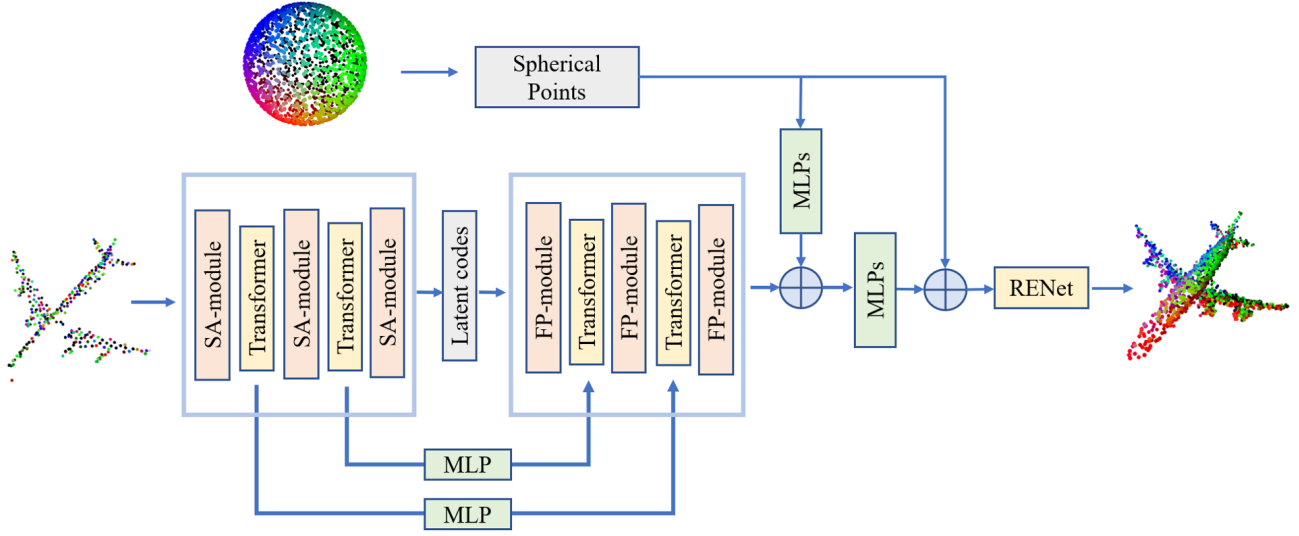 Spherical
Points
MLPs
SA-module
Transformer
SA-module
Transformer
SA-module
Latent codes
FP-module
Transformer
FP-module
Transformer
FP-module
MLPs
RENet
MLP
MLP